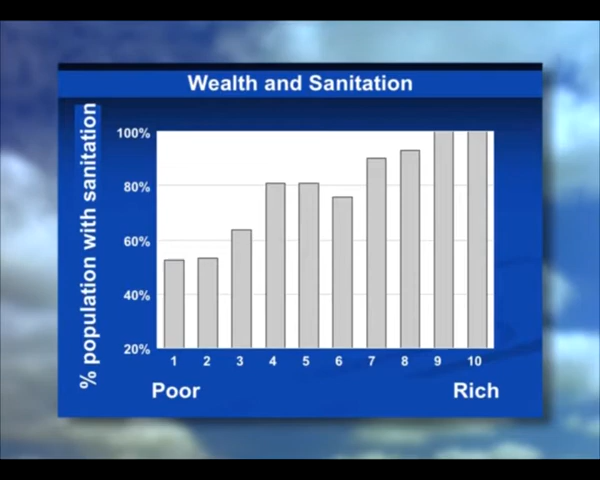 Wealth and Sanitation
% population with sanitation
100%
80%
60%
40%
20%
1 2 3 4 5 6 7 8 9 10
Poor Rich